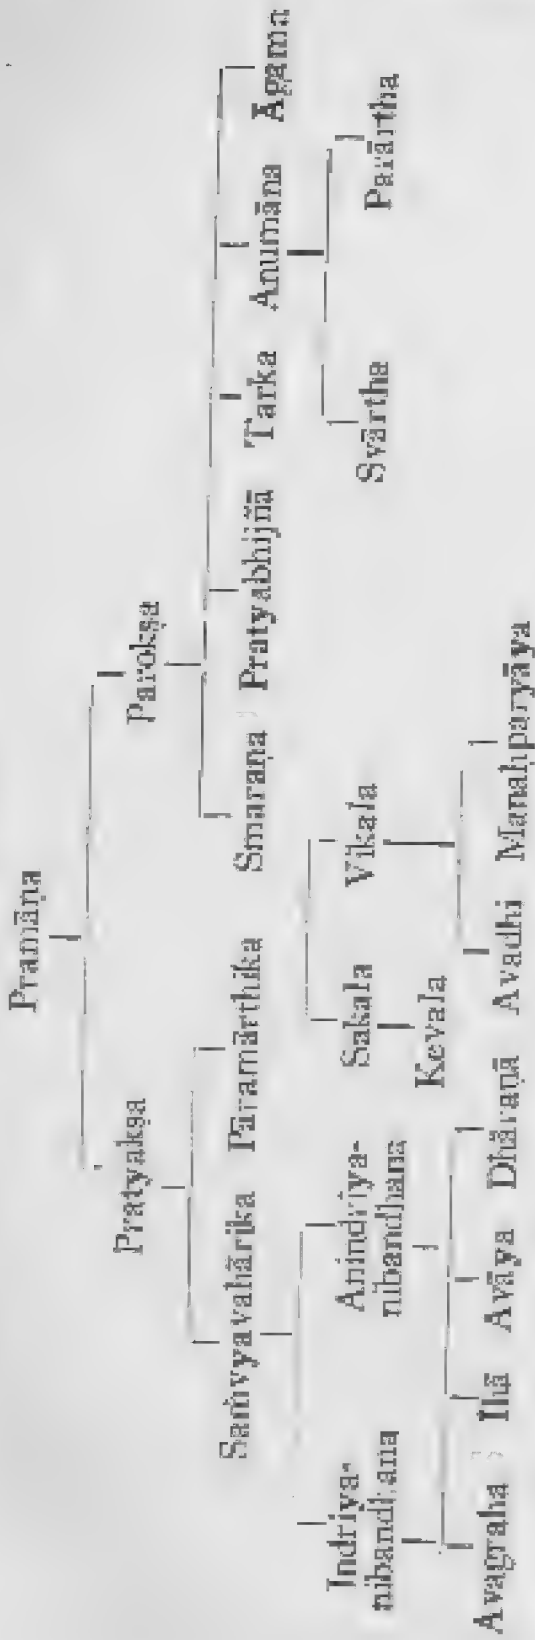 Pramāṇa
Pratyakṣa Parokṣa
Saṁvyavahārika Pāramārthika Smaraṇa Pratyabhijñā Tarka Anumāna Āgama
Indriya- Anindriya- Sakala Vikala Svārtha Parārtha
nibandhana nibandhana
Kevala
Avagraha Īhā Avāya Dhāraṇā Avadhi Manaḥparyāya